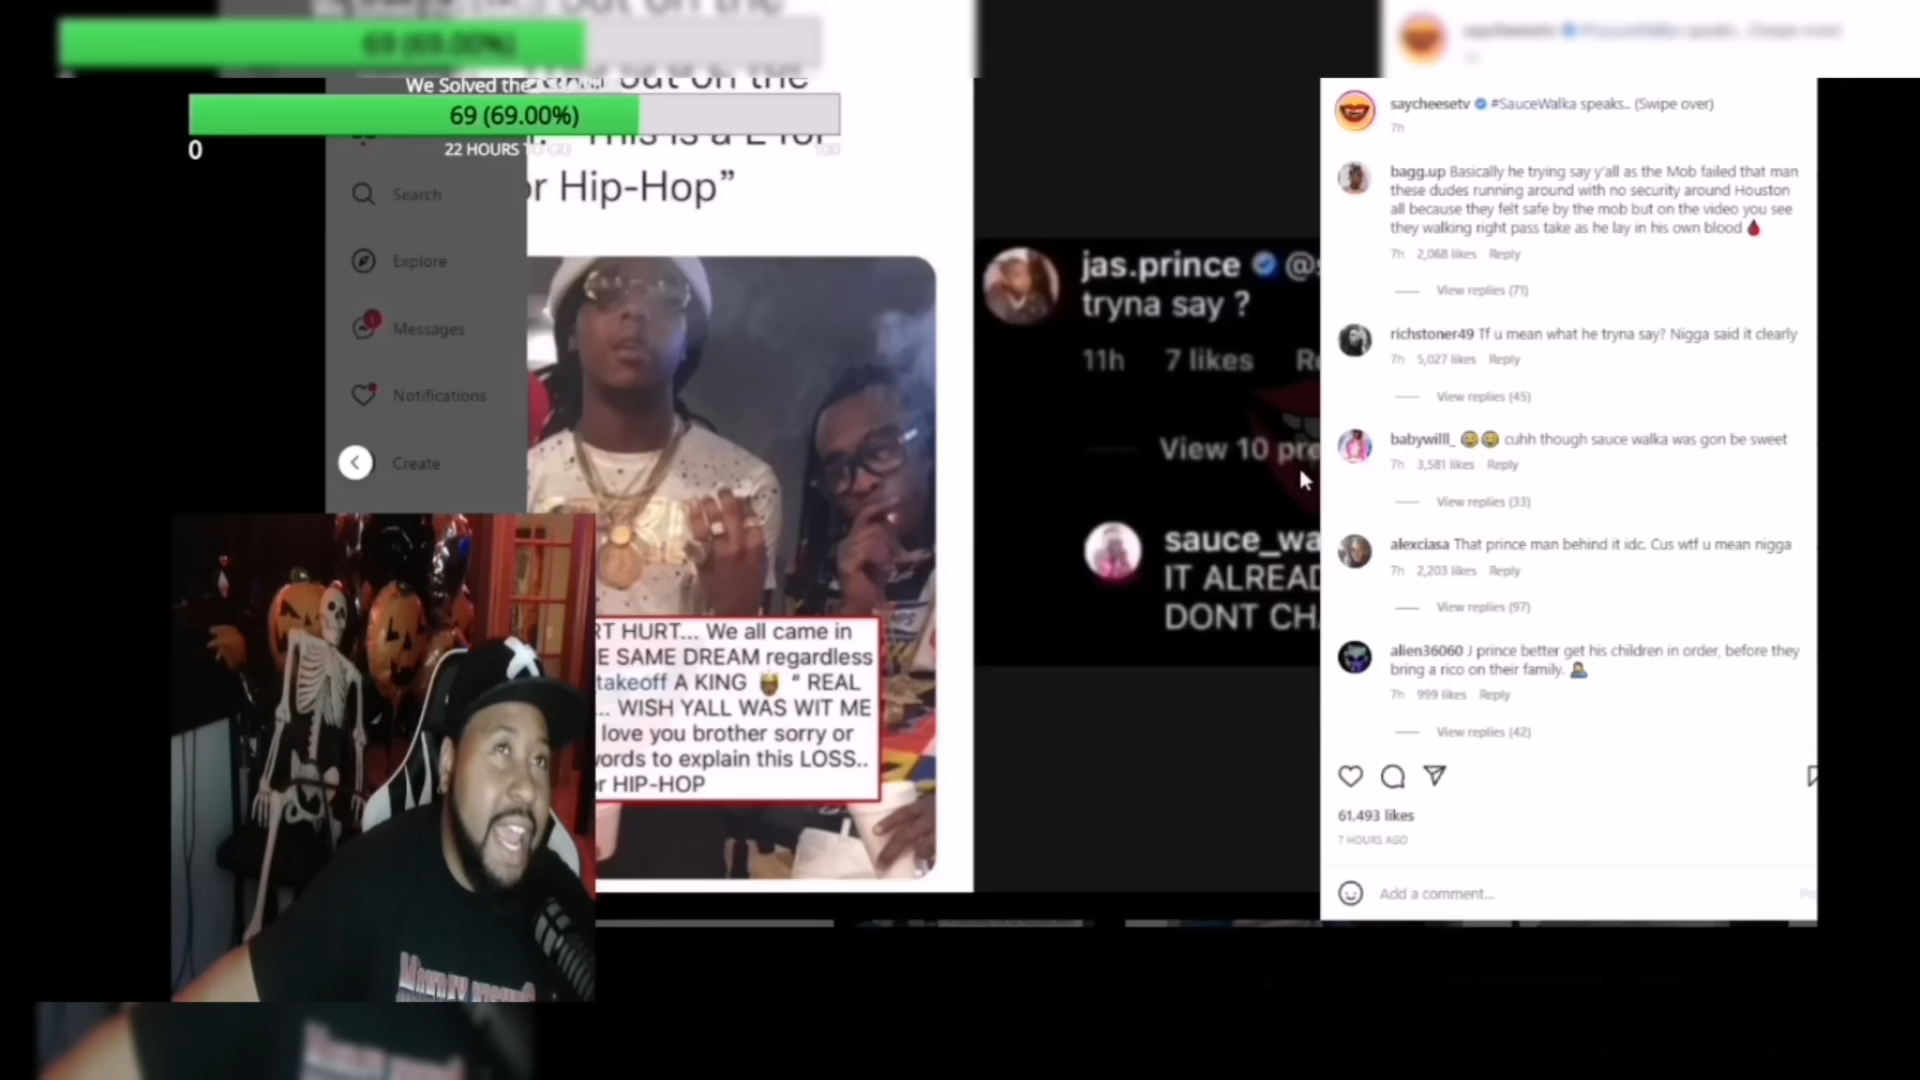 We Solved the
69 (69.00%)
0
22 HOURS
100
or Hip-Hop”
Search
Explore
Messages
Notifications
Create
RT HURT... We all came in
E SAME DREAM regardless
takeoff A KING 🤴🏾 “ REAL
... WISH YALL WAS WIT ME
love you brother sorry or
words to explain this LOSS..
or HIP-HOP
jas.prince @
tryna say ?
11h 7 likes
View 10 pre
sauce_wa
IT ALREAD
DONT CH
saycheesetv #SauceWalka speaks.. (Swipe over)
7h
bagg.up Basically he trying say y'all as the Mob failed that man
these dudes running around with no security around Houston
all because they felt safe by the mob but on the video you see
they walking right pass take as he lay in his own blood 🩸
7h 2,068 likes Reply
View replies (71)
richstoner49 Tf u mean what he tryna say? Nigga said it clearly
7h 5,027 likes Reply
View replies (45)
babywilll_ 🥲🥲 cuhh though sauce walka was gon be sweet
7h 3,581 likes Reply
View replies (33)
alexciasa That prince man behind it idc. Cus wtf u mean nigga
7h 2,203 likes Reply
View replies (97)
alien36060 J prince better get his children in order, before they
bring a rico on their family. 🤷🏽‍♂️
7h 999 likes Reply
View replies (42)
61,493 likes
7 HOURS AGO
Add a comment...